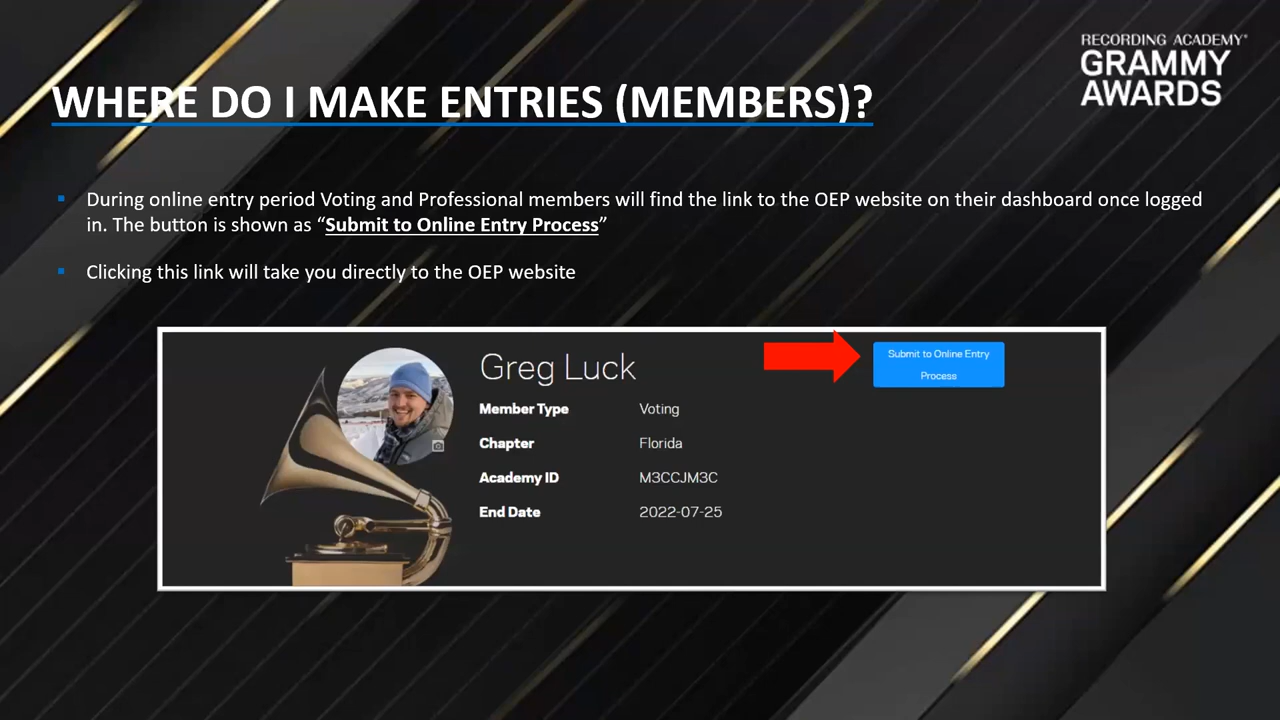 RECORDING ACADEMY®
GRAMMY
AWARDS
WHERE DO I MAKE ENTRIES (MEMBERS)?
▪ During online entry period Voting and Professional members will find the link to the OEP website on their dashboard once logged
in. The button is shown as “Submit to Online Entry Process”
▪ Clicking this link will take you directly to the OEP website
Greg Luck
Submit to Online Entry
Process
Member Type Voting
Chapter Florida
Academy ID M3CCJM3C
End Date 2022-07-25